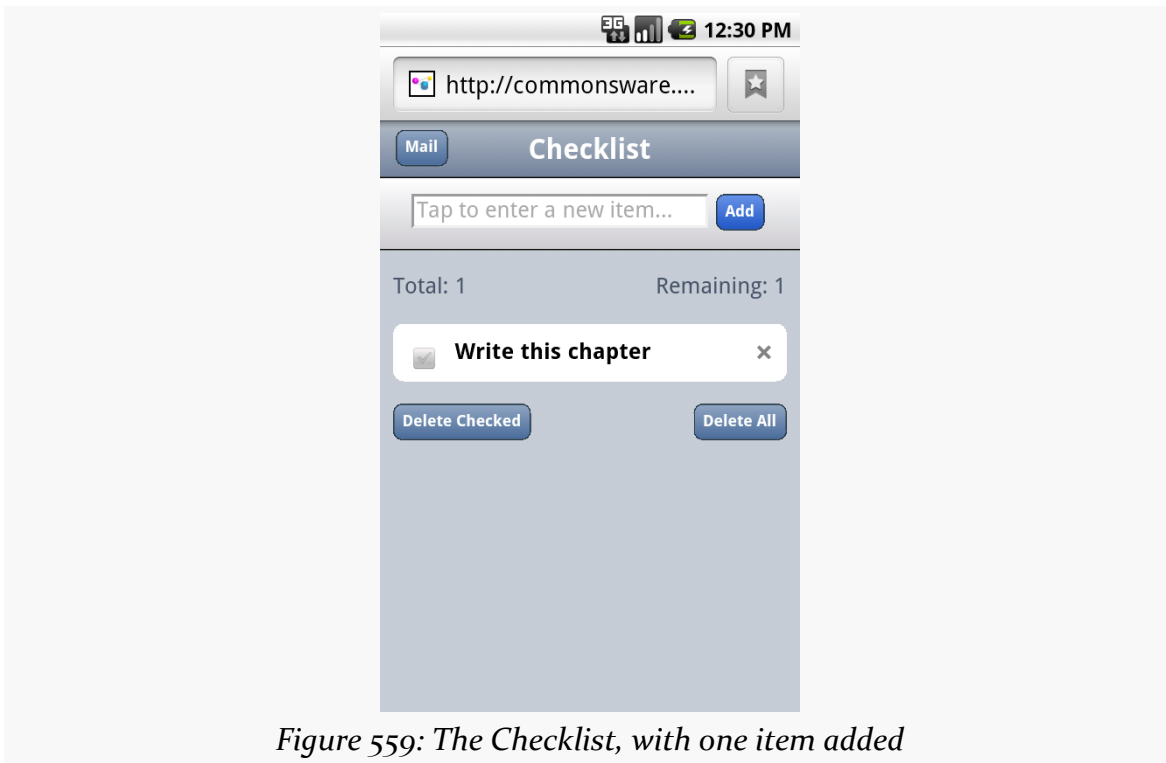 3G 12:30 PM
http://commonsware....
Mail Checklist
Tap to enter a new item... Add
Total: 1 Remaining: 1
Write this chapter ×
Delete Checked Delete All
Figure 559: The Checklist, with one item added